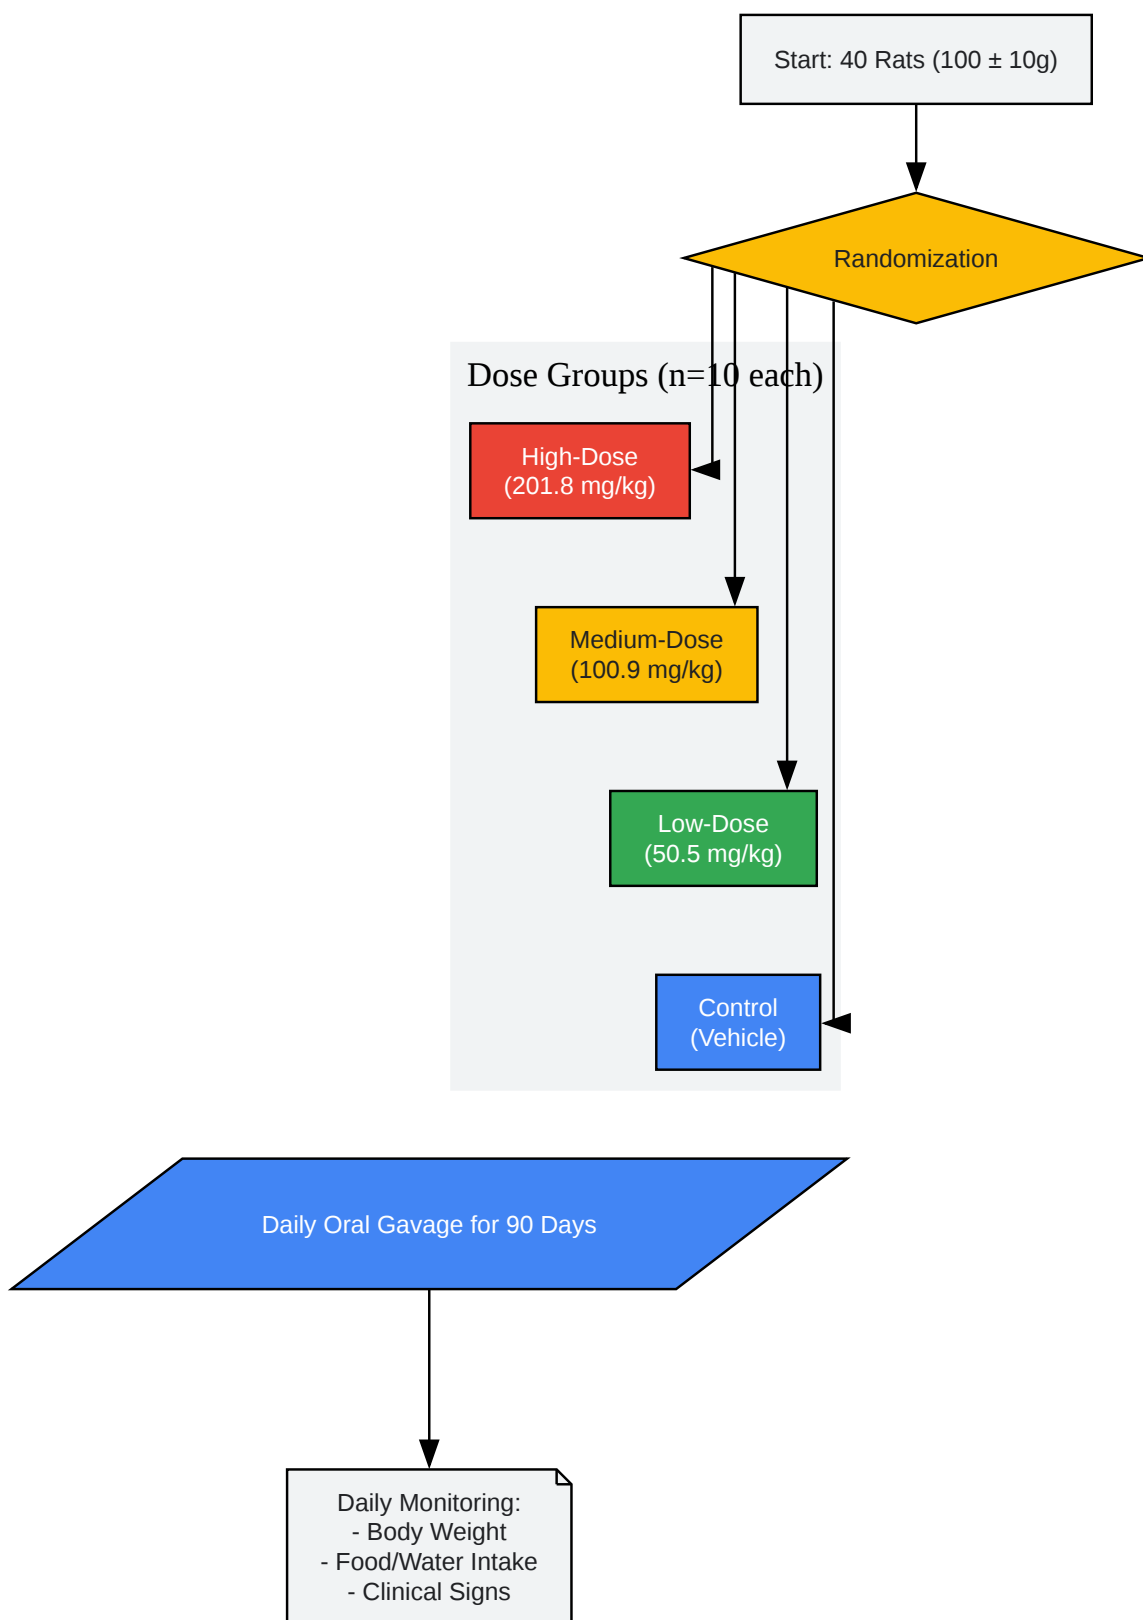 Start: 40 Rats (100 ± 10g)
Randomization
Dose Groups (n=10 each)
High-Dose
(201.8 mg/kg)
Medium-Dose
(100.9 mg/kg)
Low-Dose
(50.5 mg/kg)
Control
(Vehicle)
Daily Oral Gavage for 90 Days
Daily Monitoring:
- Body Weight
- Food/Water Intake
- Clinical Signs